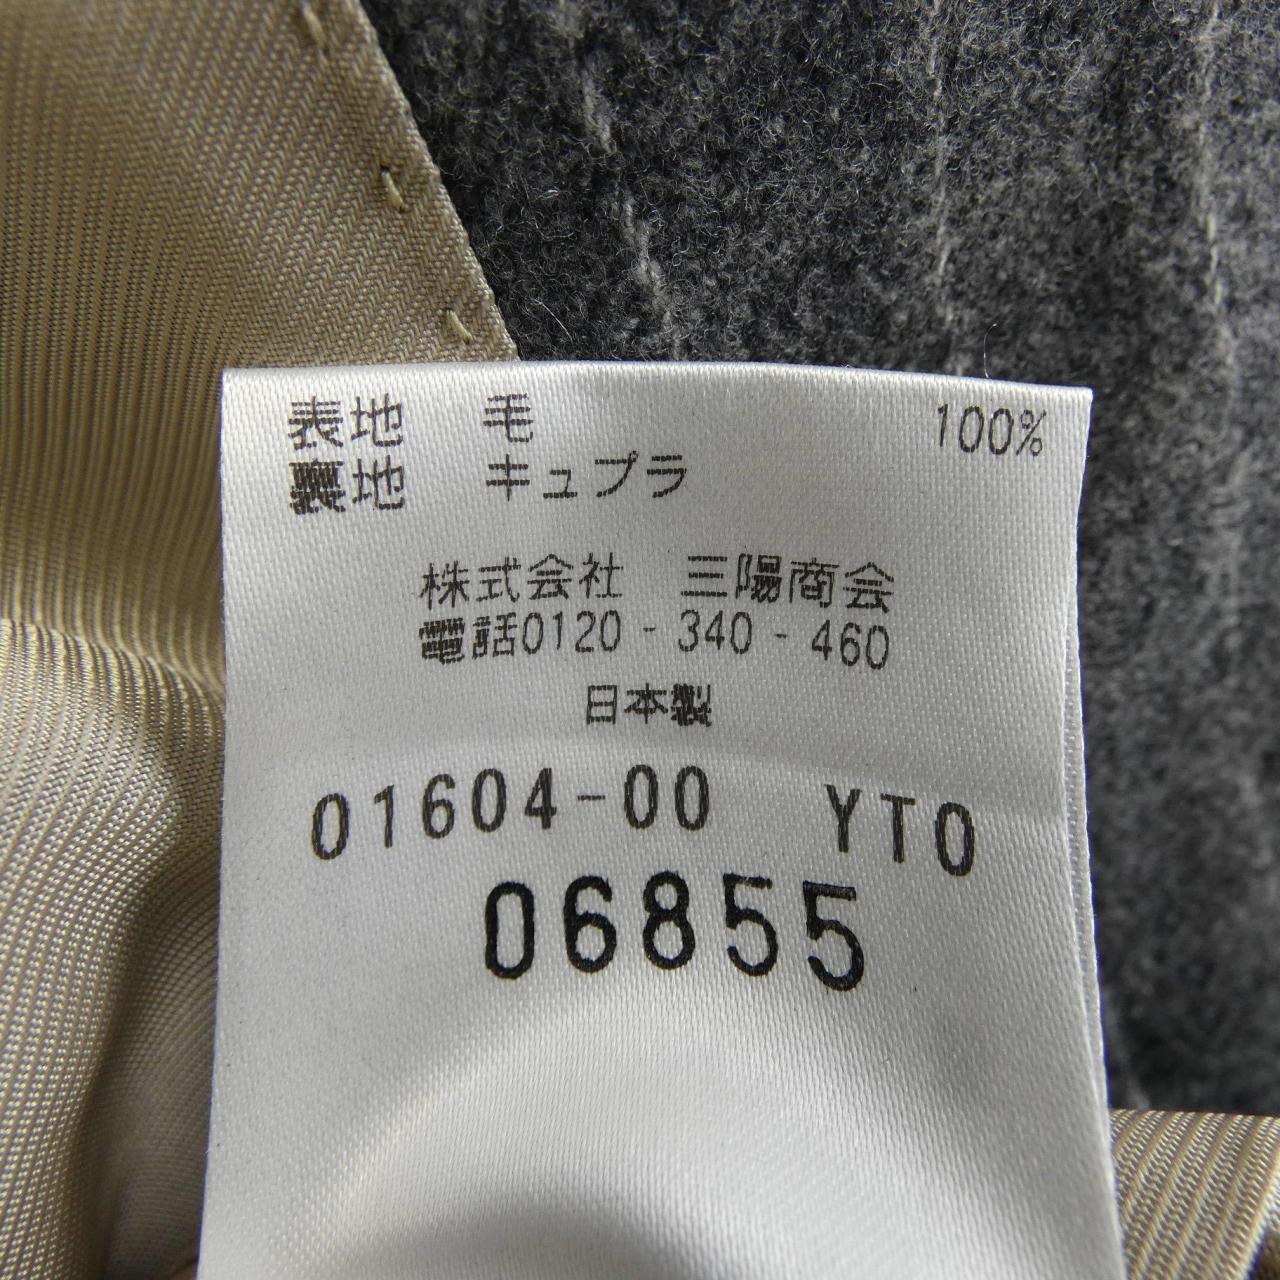 表地 毛 100%
裏地 キュプラ
株式会社 三陽商会
電話0120-340-460
日本製
01604-00 YTO
06855